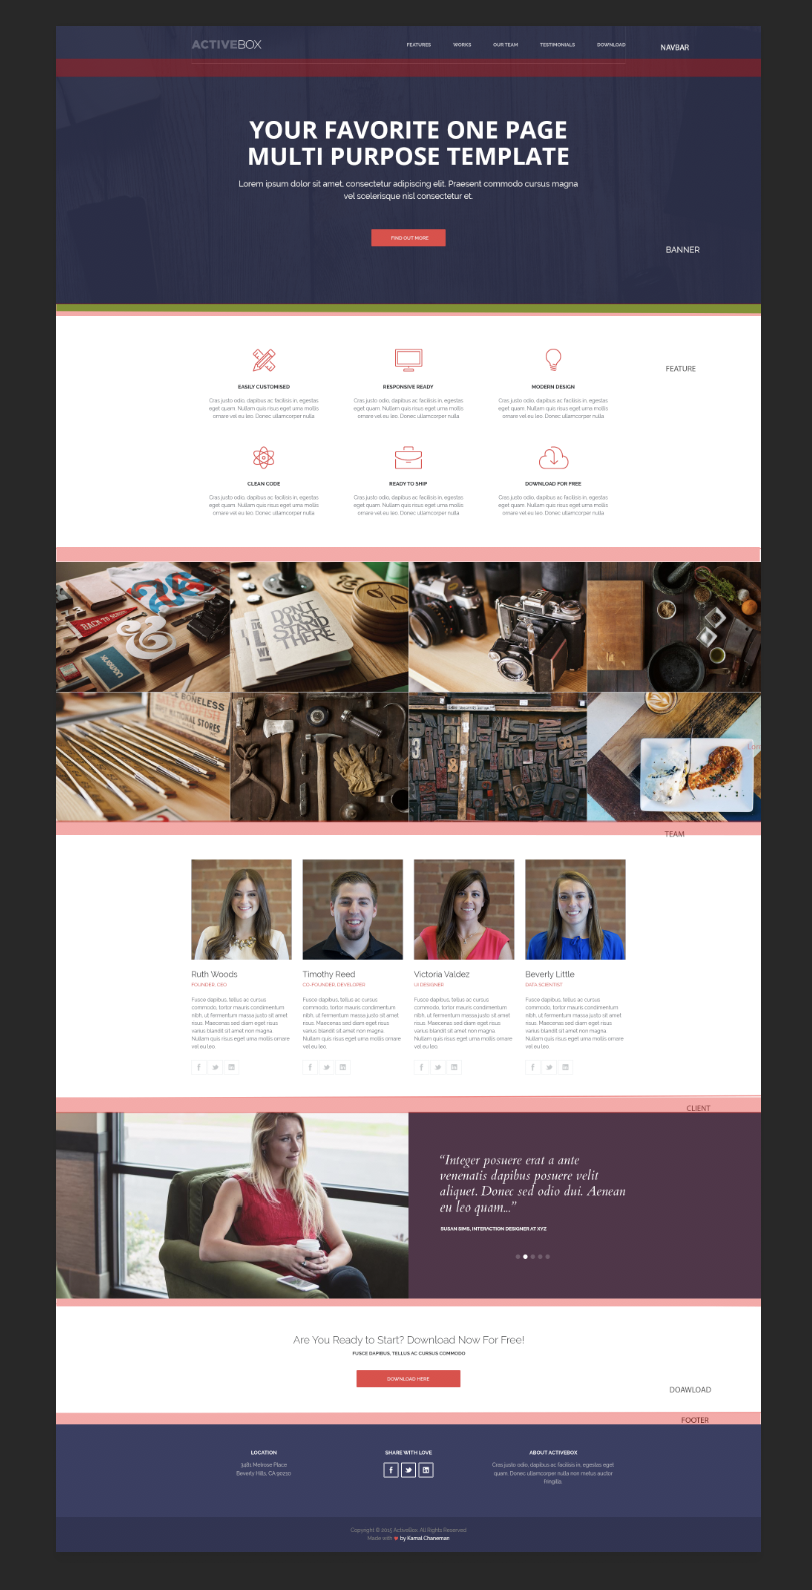 ACTIVEBOX
FEATURES WORKS OUR TEAM TESTIMONIALS DOWNLOAD
NAVBAR
YOUR FAVORITE ONE PAGE
MULTI PURPOSE TEMPLATE
Lorem ipsum dolor sit amet, consectetur adipiscing elit. Praesent commodo cursus magna
vel scelerisque nisl consectetur et.
FIND OUT MORE
BANNER
FEATURE
EASILY CUSTOMISED
Cras justo odio, dapibus ac facilisis in, egestas
eget quam. Nullam quis risus eget urna mollis
ornare vel eu leo. Donec ullamcorper nulla
RESPONSIVE READY
Cras justo odio, dapibus ac facilisis in, egestas
eget quam. Nullam quis risus eget urna mollis
ornare vel eu leo. Donec ullamcorper nulla
MODERN DESIGN
Cras justo odio, dapibus ac facilisis in, egestas
eget quam. Nullam quis risus eget urna mollis
ornare vel eu leo. Donec ullamcorper nulla
CLEAN CODE
Cras justo odio, dapibus ac facilisis in, egestas
eget quam. Nullam quis risus eget urna mollis
ornare vel eu leo. Donec ullamcorper nulla
READY TO SHIP
Cras justo odio, dapibus ac facilisis in, egestas
eget quam. Nullam quis risus eget urna mollis
ornare vel eu leo. Donec ullamcorper nulla
DOWNLOAD FOR FREE
Cras justo odio, dapibus ac facilisis in, egestas
eget quam. Nullam quis risus eget urna mollis
ornare vel eu leo. Donec ullamcorper nulla
BACK TO SCHOOL
DON'T
JUST
STAND
THERE
BONELESS
STORES
TEAM
Ruth Woods
FOUNDER, CEO
Fusce dapibus, tellus ac cursus
commodo, tortor mauris condimentum
nibh, ut fermentum massa justo sit amet
risus. Maecenas sed diam eget risus
varius blandit sit amet non magna.
Nullam quis risus eget urna mollis ornare
vel eu leo.
Timothy Reed
CO-FOUNDER, DEVELOPER
Fusce dapibus, tellus ac cursus
commodo, tortor mauris condimentum
nibh, ut fermentum massa justo sit amet
risus. Maecenas sed diam eget risus
varius blandit sit amet non magna.
Nullam quis risus eget urna mollis ornare
vel eu leo.
Victoria Valdez
UI DESIGNER
Fusce dapibus, tellus ac cursus
commodo, tortor mauris condimentum
nibh, ut fermentum massa justo sit amet
risus. Maecenas sed diam eget risus
varius blandit sit amet non magna.
Nullam quis risus eget urna mollis ornare
vel eu leo.
Beverly Little
DATA SCIENTIST
Fusce dapibus, tellus ac cursus
commodo, tortor mauris condimentum
nibh, ut fermentum massa justo sit amet
risus. Maecenas sed diam eget risus
varius blandit sit amet non magna.
Nullam quis risus eget urna mollis ornare
vel eu leo.
CLIENT
“Integer posuere erat a ante
venenatis dapibus posuere velit
aliquet. Donec sed odio dui. Aenean
eu leo quam...”
SUSAN SIMS, INTERACTION DESIGNER AT XYZ
Are You Ready to Start? Download Now For Free!
FUSCE DAPIBUS, TELLUS AC CURSUS COMMODO
DOWNLOAD HERE
DOAWLOAD
FOOTER
LOCATION
3481 Melrose Place
Beverly Hills, CA 90210
SHARE WITH LOVE
ABOUT ACTIVEBOX
Cras justo odio, dapibus ac facilisis in, egestas eget
quam. Donec ullamcorper nulla non metus auctor
fringilla.
Copyright © 2015 ActiveBox. All Rights Reserved
Made with ♥ by Kamal Chaneman